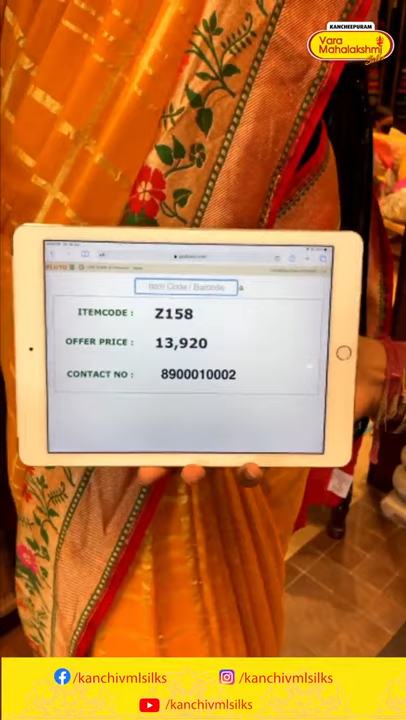 KANCHEEPURAM
Vara
Mahalakshmi
Silks
Item Code / Barcode
ITEMCODE : Z158
OFFER PRICE : 13,920
CONTACT NO : 8900010002
/kanchivmlsilks
/kanchivmlsilks
/kanchivmlsilks